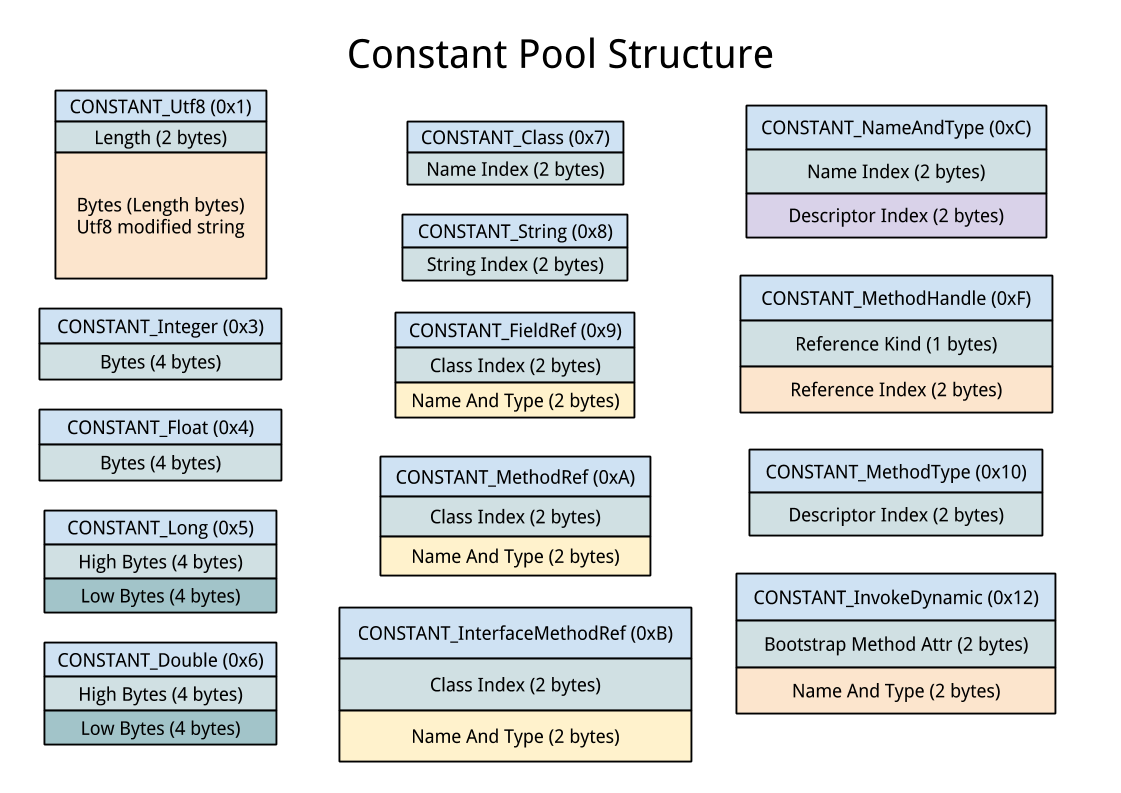 Constant Pool Structure
CONSTANT_Utf8 (0x1)
Length (2 bytes)
Bytes (Length bytes)
Utf8 modified string
CONSTANT_Integer (0x3)
Bytes (4 bytes)
CONSTANT_Float (0x4)
Bytes (4 bytes)
CONSTANT_Long (0x5)
High Bytes (4 bytes)
Low Bytes (4 bytes)
CONSTANT_Double (0x6)
High Bytes (4 bytes)
Low Bytes (4 bytes)
CONSTANT_Class (0x7)
Name Index (2 bytes)
CONSTANT_String (0x8)
String Index (2 bytes)
CONSTANT_FieldRef (0x9)
Class Index (2 bytes)
Name And Type (2 bytes)
CONSTANT_MethodRef (0xA)
Class Index (2 bytes)
Name And Type (2 bytes)
CONSTANT_InterfaceMethodRef (0xB)
Class Index (2 bytes)
Name And Type (2 bytes)
CONSTANT_NameAndType (0xC)
Name Index (2 bytes)
Descriptor Index (2 bytes)
CONSTANT_MethodHandle (0xF)
Reference Kind (1 bytes)
Reference Index (2 bytes)
CONSTANT_MethodType (0x10)
Descriptor Index (2 bytes)
CONSTANT_InvokeDynamic (0x12)
Bootstrap Method Attr (2 bytes)
Name And Type (2 bytes)